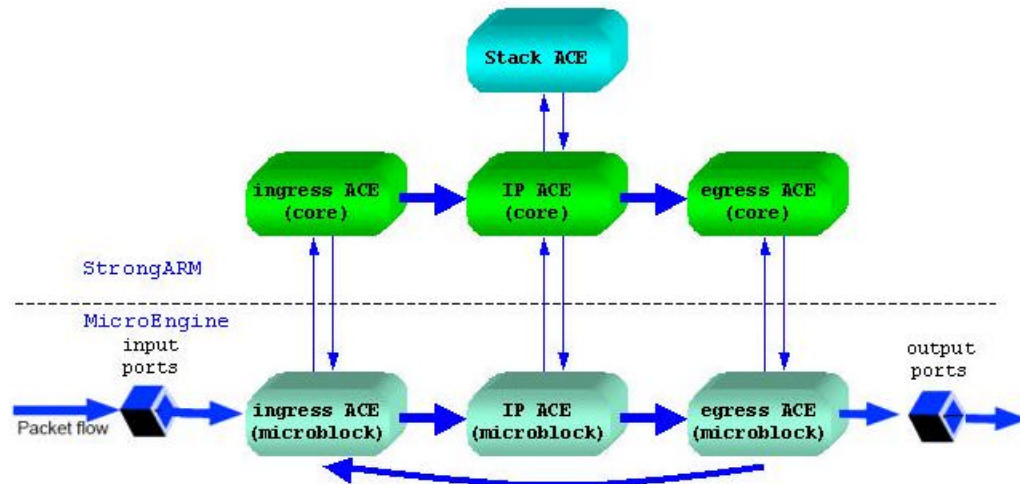 Stack ACE
ingress ACE
(core)
IP ACE
(core)
egress ACE
(core)
StrongARM
MicroEngine
input
ports
output
ports
Packet flow
ingress ACE
(microblock)
IP ACE
(microblock)
egress ACE
(microblock)